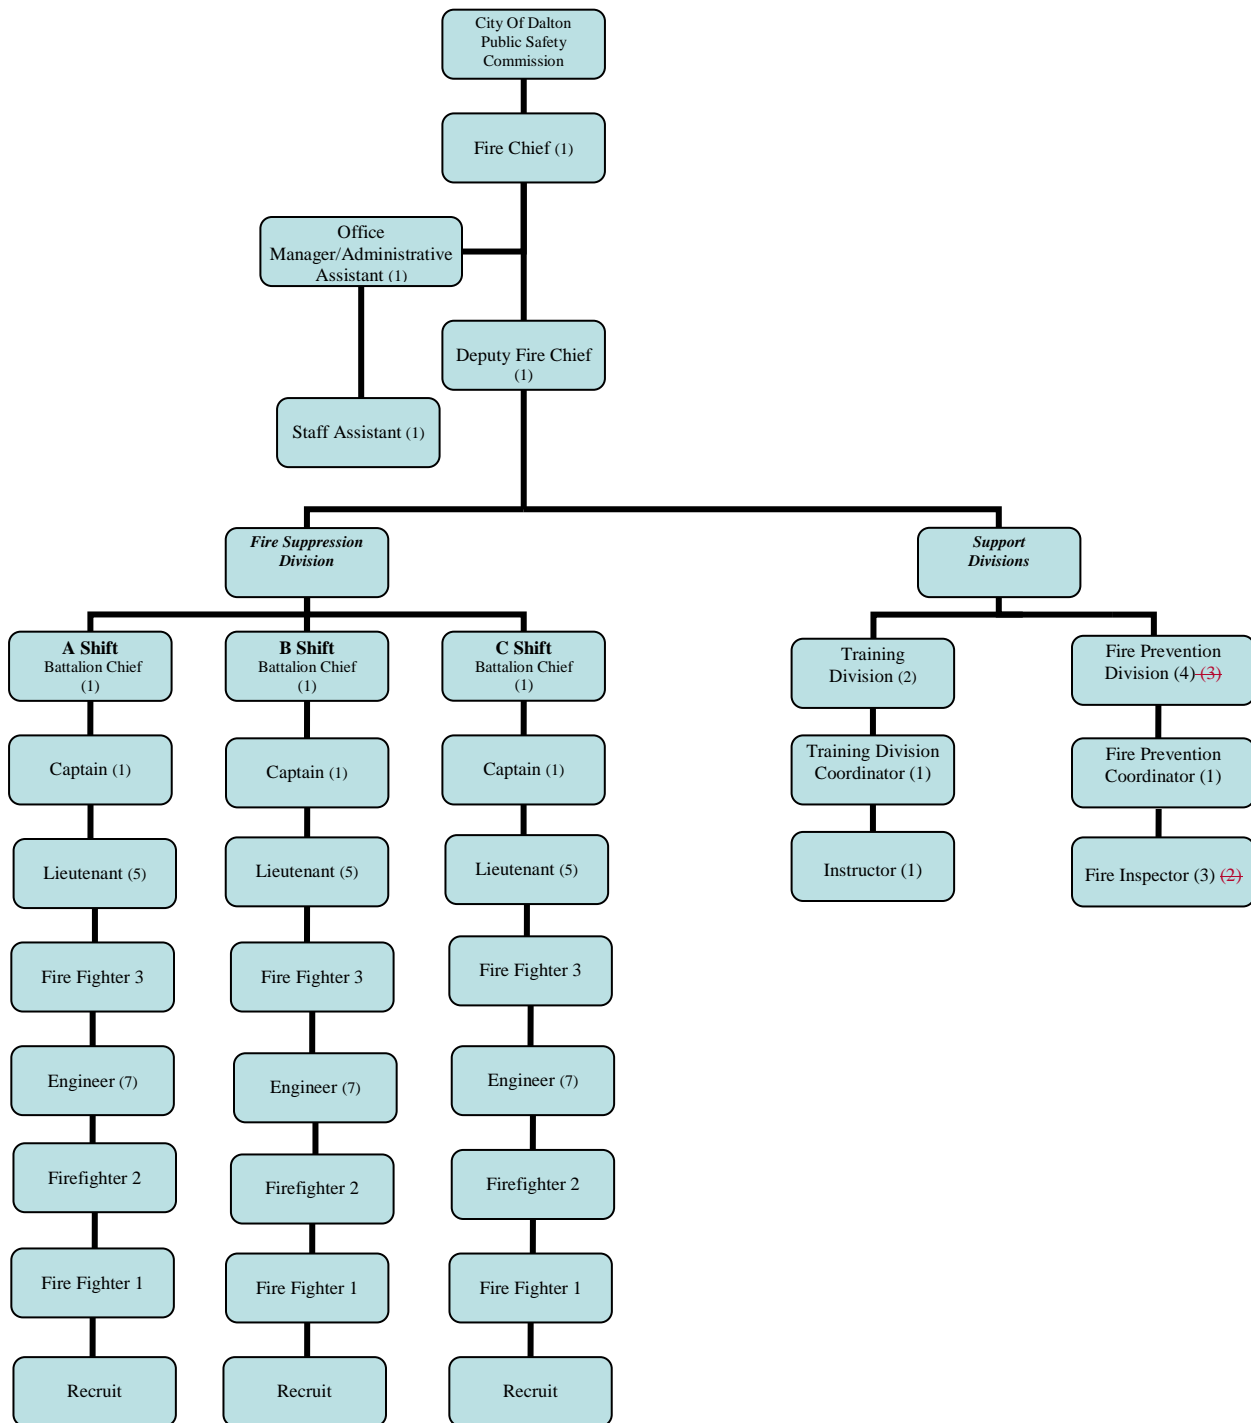 City Of Dalton
Public Safety
Commission
Fire Chief (1)
Office
Manager/Administrative
Assistant (1)
Deputy Fire Chief
(1)
Staff Assistant (1)
Fire Suppression
Division
Support
Divisions
A Shift
Battalion Chief
(1)
B Shift
Battalion Chief
(1)
C Shift
Battalion Chief
(1)
Training
Division (2)
Fire Prevention
Division (4) (3)
Captain (1)
Captain (1)
Captain (1)
Training Division
Coordinator (1)
Fire Prevention
Coordinator (1)
Lieutenant (5)
Lieutenant (5)
Lieutenant (5)
Instructor (1)
Fire Inspector (3) (2)
Fire Fighter 3
Fire Fighter 3
Fire Fighter 3
Engineer (7)
Engineer (7)
Engineer (7)
Firefighter 2
Firefighter 2
Firefighter 2
Fire Fighter 1
Fire Fighter 1
Fire Fighter 1
Recruit
Recruit
Recruit